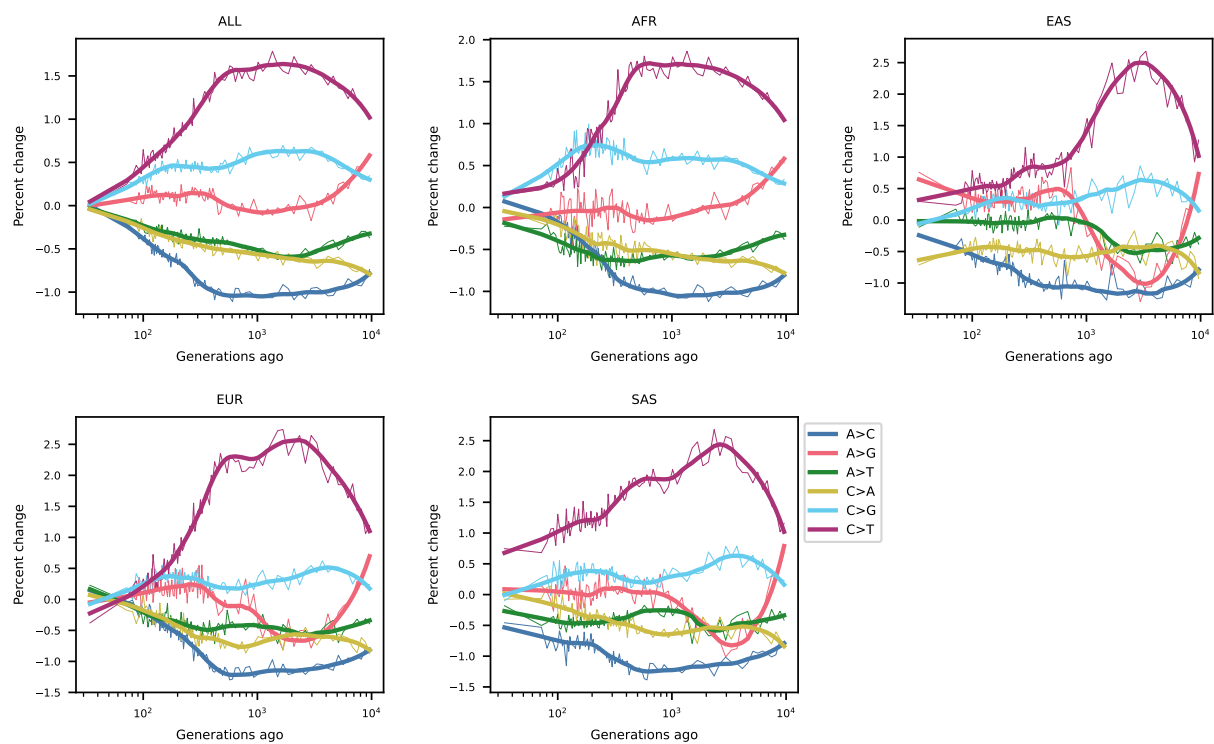 ALL
AFR
EAS
Percent change
1.5
1.0
0.5
0.0
−0.5
−1.0
10²
10³
10⁴
Generations ago
Percent change
2.0
1.5
1.0
0.5
0.0
−0.5
−1.0
10²
10³
10⁴
Generations ago
Percent change
2.5
2.0
1.5
1.0
0.5
0.0
−0.5
−1.0
10²
10³
10⁴
Generations ago
EUR
SAS
Percent change
2.5
2.0
1.5
1.0
0.5
0.0
−0.5
−1.0
−1.5
10²
10³
10⁴
Generations ago
Percent change
2.5
2.0
1.5
1.0
0.5
0.0
−0.5
−1.0
−1.5
10²
10³
10⁴
Generations ago
A>C
A>G
A>T
C>A
C>G
C>T